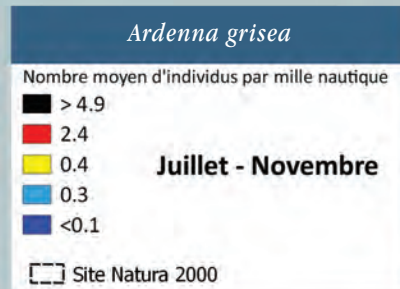 Ardenna grisea
Nombre moyen d'individus par mille nautique
> 4.9
2.4
0.4
0.3
<0.1
Juillet - Novembre
Site Natura 2000